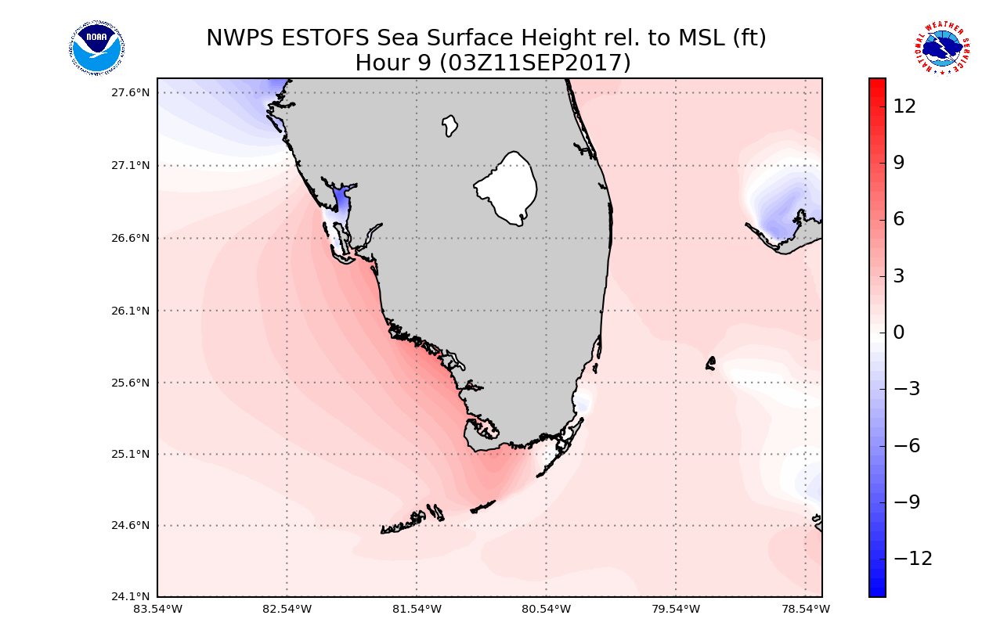 NWPS ESTOFS Sea Surface Height rel. to MSL (ft)
Hour 9 (03Z11SEP2017)
NOAA
NATIONAL WEATHER SERVICE
27.6°N
27.1°N
26.6°N
26.1°N
25.6°N
25.1°N
24.6°N
24.1°N
83.54°W 82.54°W 81.54°W 80.54°W 79.54°W 78.54°W
12
9
6
3
0
−3
−6
−9
−12